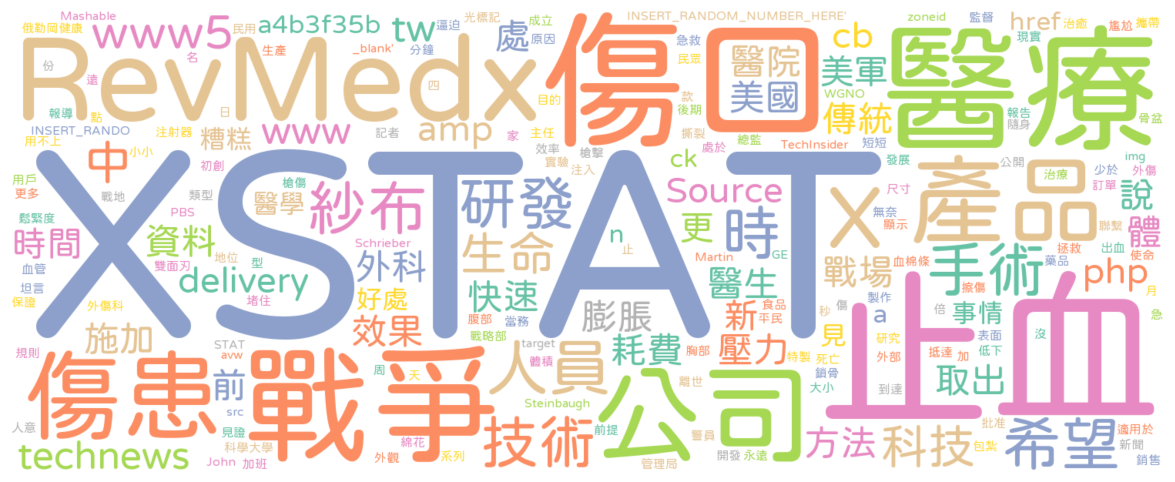 Mashable
光標記
INSERT_RANDOM_NUMBER_HERE'
zoneid
監督
攜帶
俄勒岡健康
民用
www5
a4b3f35b
tw
逼迫
成立
急救
傷口
醫院
cb
href
治癒
尷尬
RevMedx
名
生產
_blank'
分鐘
處
原因
民眾
美國
美軍
醫療
現實
份
遠
四
目的
款
後期
WGNO
報導
點
日
記者
傳統
報告
隨身
骨盆
INSERT_RANDO
注射器
www
amp
家
主任
撕裂
總監
短短
用不上
糟糕
效率
槍擊
處於
TechInsider
中
小小
初創
實驗
注入
ck
發展
公開
治療
少於
img
用戶
更多
戰地
類型
槍傷
XSTAT
醫學
紗布
研發
Source
X
產品
尺寸
訂單
外傷
鬆緊度
PBS
說
時間
資料
地位
Schrieber
生命
n
更
時
無奈
顯示
聯繫
體
血管
雙面刃
型
外科
止
Martin
GE
戰場
血棉條
手術
拯救
出血
使命
坦言
delivery
快速
醫生
藥品
php
保證
外傷科
堵住
好處
膨脹
新
食品
平民
秒
傷
製作
擦傷
月
施加
效果
腹部
當務
耗費
壓力
見
a
倍
事情
沒
急
規則
STAT
avw
戰略部
target
體積
胸部
特製
死亡
研究
外部
表面
低下
抵達
加
止血
傷患
前
戰爭
周
天
人員
公司
離世
鎖骨
大小
到達
取出
src
Steinbaugh
人意
見證
科學大學
technews
John
加班
外觀
綿花
系列
技術
前提
警員
管理局
開發
永遠
方法
科技
批准
包紮
希望
適用於
新聞
銷售